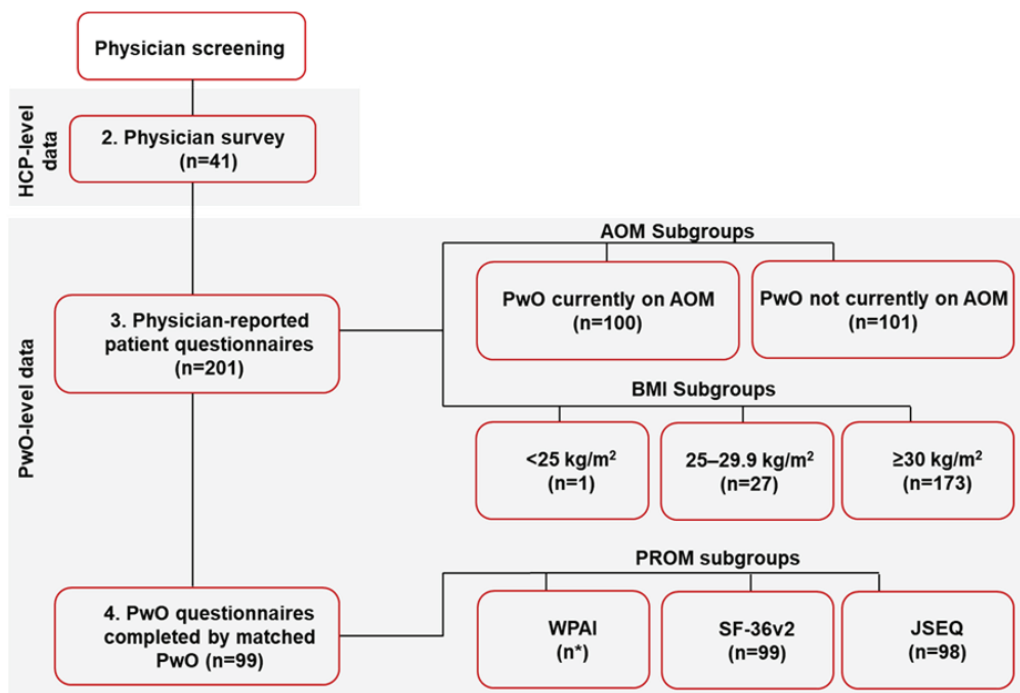 Physician screening
HCP-level
data
2. Physician survey
(n=41)
PwO-level data
AOM Subgroups
PwO currently on AOM
(n=100)
PwO not currently on AOM
(n=101)
3. Physician-reported
patient questionnaires
(n=201)
BMI Subgroups
<25 kg/m²
(n=1)
25–29.9 kg/m²
(n=27)
≥30 kg/m²
(n=173)
PROM subgroups
4. PwO questionnaires
completed by matched
PwO (n=99)
WPAI
(n*)
SF-36v2
(n=99)
JSEQ
(n=98)